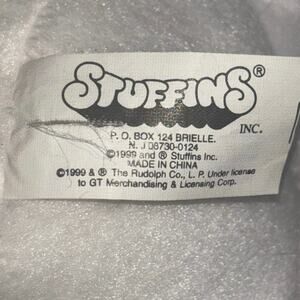 STUFFINS®
INC.
P. O. BOX 124 BRIELLE.
N. J 08730-0124
©1999 and ® Stuffins Inc.
MADE IN CHINA
©1999 & ® The Rudolph Co., L. P. Under license
to GT Merchandising & Licensing Corp.